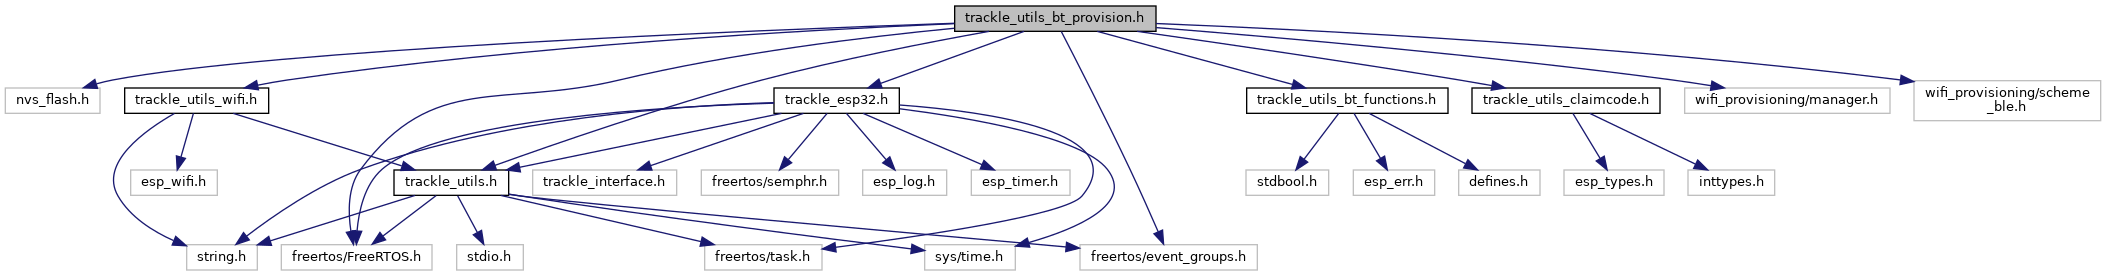 trackle_utils_bt_provision.h
nvs_flash.h
trackle_utils_wifi.h
trackle_esp32.h
trackle_utils_bt_functions.h
trackle_utils_claimcode.h
wifi_provisioning/manager.h
wifi_provisioning/scheme
_ble.h
esp_wifi.h
trackle_utils.h
trackle_interface.h
freertos/semphr.h
esp_log.h
esp_timer.h
stdbool.h
esp_err.h
defines.h
esp_types.h
inttypes.h
string.h
freertos/FreeRTOS.h
stdio.h
freertos/task.h
sys/time.h
freertos/event_groups.h